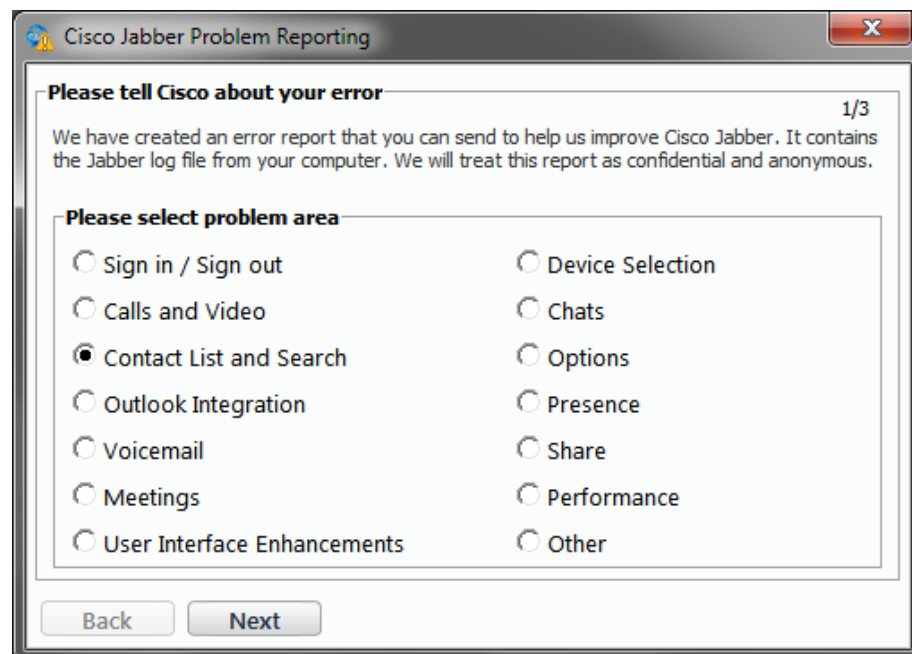 Cisco Jabber Problem Reporting
Please tell Cisco about your error
1/3
We have created an error report that you can send to help us improve Cisco Jabber. It contains
the Jabber log file from your computer. We will treat this report as confidential and anonymous.
Please select problem area
Sign in / Sign out
Device Selection
Calls and Video
Chats
Contact List and Search
Options
Outlook Integration
Presence
Voicemail
Share
Meetings
Performance
User Interface Enhancements
Other
Back
Next